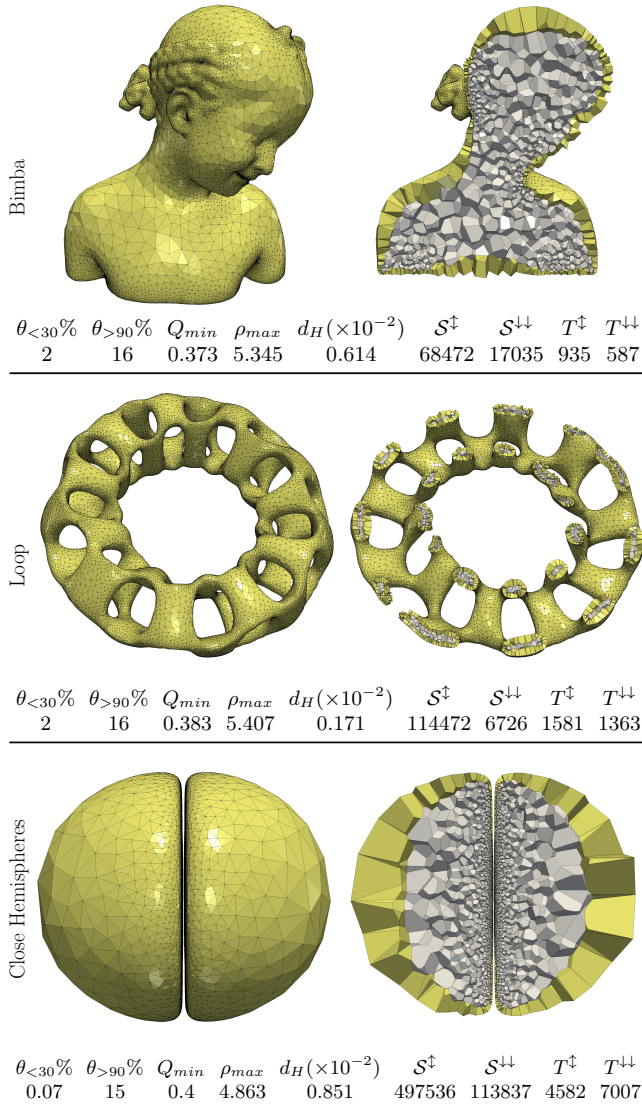 Bimba
θ<30% θ>90% Qmin ρmax dH(×10−2) S↕ S↓↓ T↕ T↓↓
2 16 0.373 5.345 0.614 68472 17035 935 587
Loop
θ<30% θ>90% Qmin ρmax dH(×10−2) S↕ S↓↓ T↕ T↓↓
2 16 0.383 5.407 0.171 114472 6726 1581 1363
Close Hemispheres
θ<30% θ>90% Qmin ρmax dH(×10−2) S↕ S↓↓ T↕ T↓↓
0.07 15 0.4 4.863 0.851 497536 113837 4582 7007